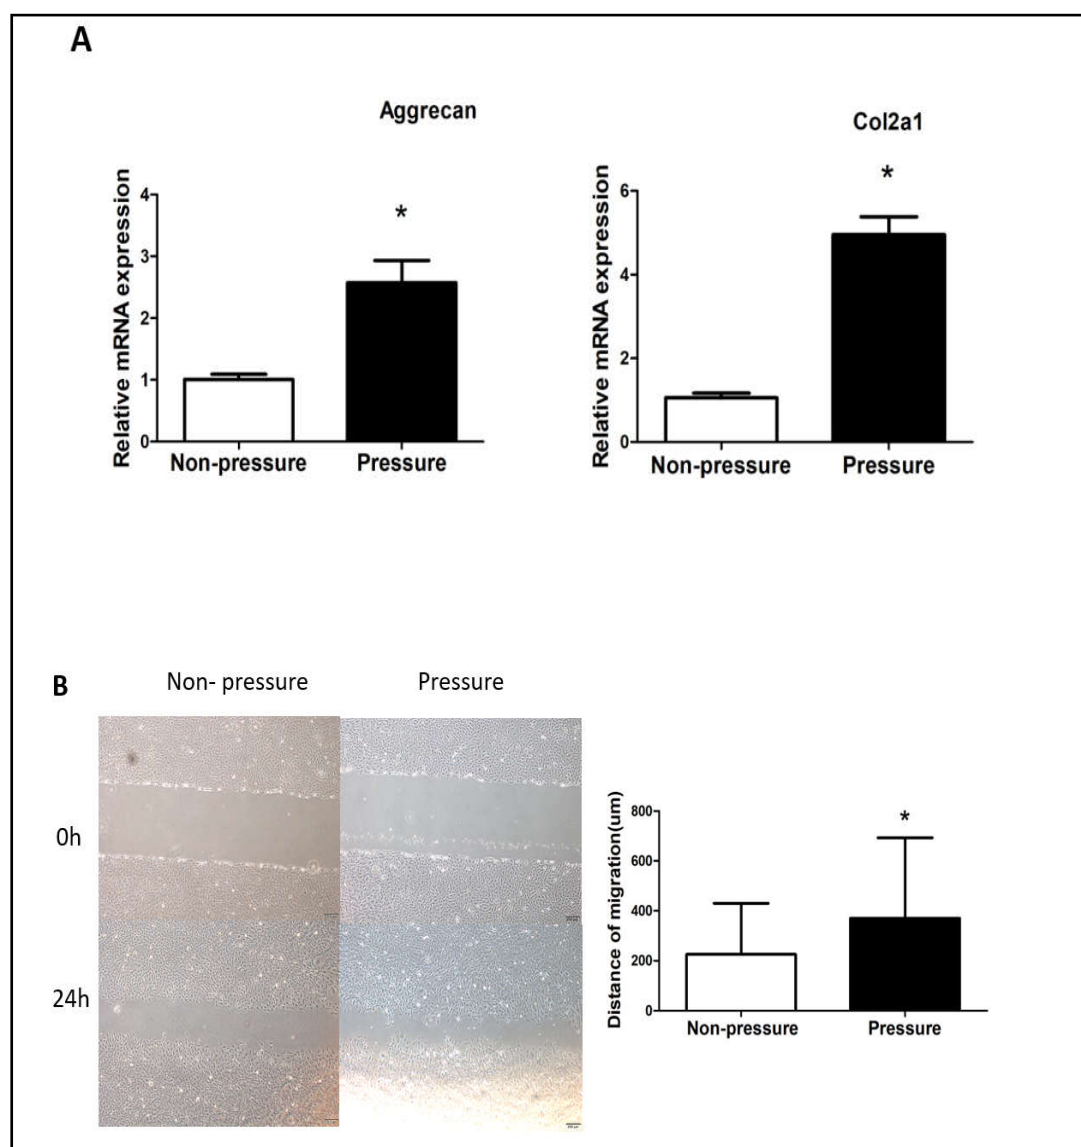 A
Aggrecan
Relative mRNA expression
4
3
2
1
0
*
Non-pressure
Pressure
Col2a1
Relative mRNA expression
6
4
2
0
*
Non-pressure
Pressure
B
Non- pressure
Pressure
0h
24h
Distance of migration(um)
800
600
400
200
0
*
Non-pressure
Pressure